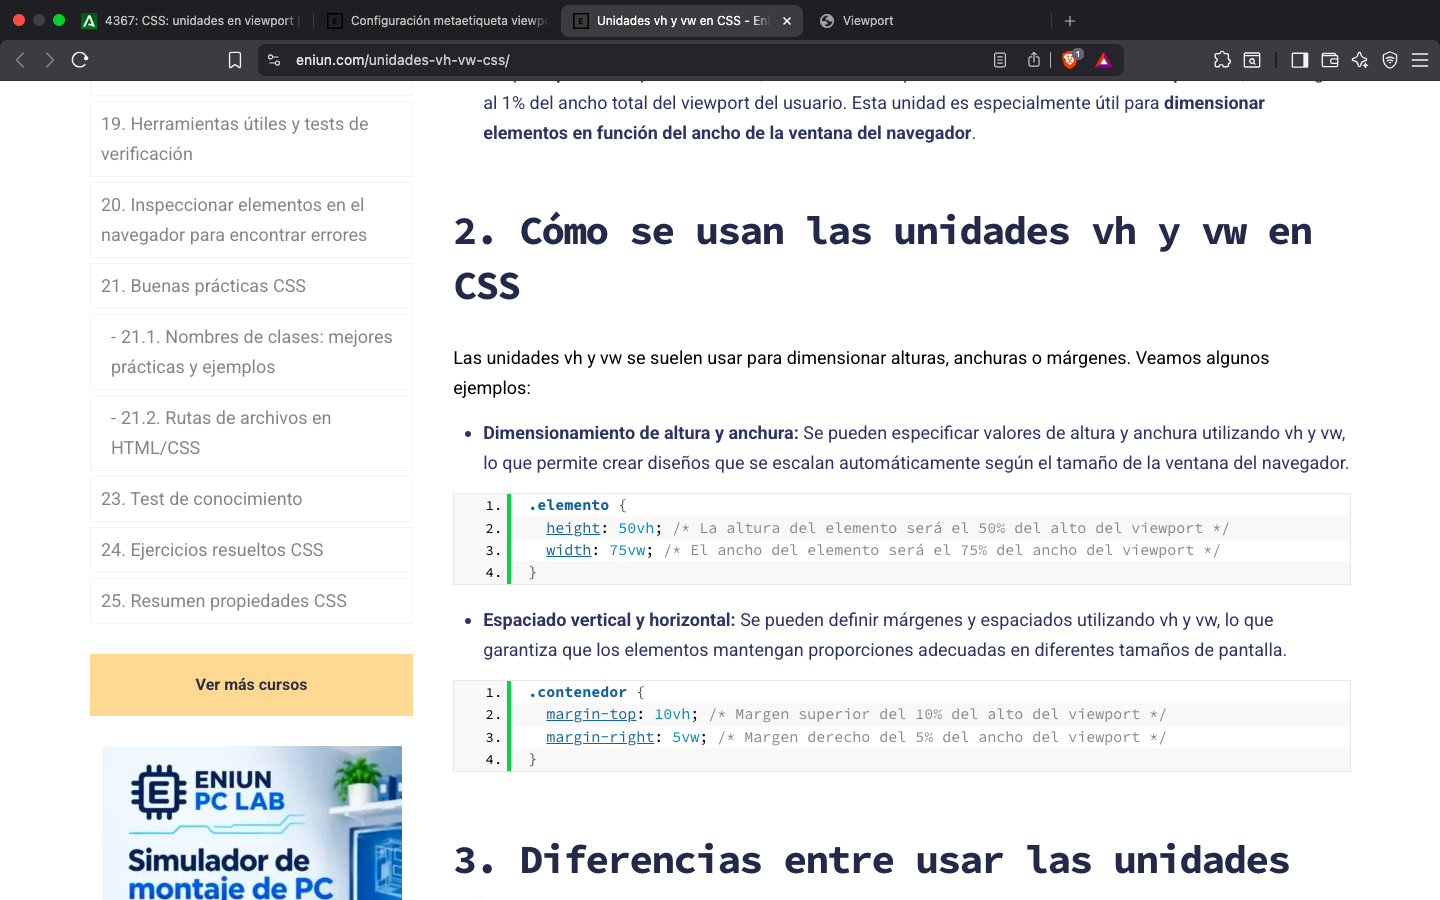 4367: CSS: unidades en viewport |
Configuración metaetiqueta viewpo
Unidades vh y vw en CSS - Eni
Viewport
eniun.com/unidades-vh-vw-css/
1
19. Herramientas útiles y tests de
verificación
20. Inspeccionar elementos en el
navegador para encontrar errores
21. Buenas prácticas CSS
- 21.1. Nombres de clases: mejores
prácticas y ejemplos
- 21.2. Rutas de archivos en
HTML/CSS
23. Test de conocimiento
24. Ejercicios resueltos CSS
25. Resumen propiedades CSS
Ver más cursos
ENIUN
PC LAB
Simulador de
montaje de PC
al 1% del ancho total del viewport del usuario. Esta unidad es especialmente útil para dimensionar
elementos en función del ancho de la ventana del navegador.
2. Cómo se usan las unidades vh y vw en
CSS
Las unidades vh y vw se suelen usar para dimensionar alturas, anchuras o márgenes. Veamos algunos
ejemplos:
• Dimensionamiento de altura y anchura: Se pueden especificar valores de altura y anchura utilizando vh y vw,
lo que permite crear diseños que se escalan automáticamente según el tamaño de la ventana del navegador.
1. .elemento {
2. height: 50vh; /* La altura del elemento será el 50% del alto del viewport */
3. width: 75vw; /* El ancho del elemento será el 75% del ancho del viewport */
4. }
• Espaciado vertical y horizontal: Se pueden definir márgenes y espaciados utilizando vh y vw, lo que
garantiza que los elementos mantengan proporciones adecuadas en diferentes tamaños de pantalla.
1. .contenedor {
2. margin-top: 10vh; /* Margen superior del 10% del alto del viewport */
3. margin-right: 5vw; /* Margen derecho del 5% del ancho del viewport */
4. }
3. Diferencias entre usar las unidades